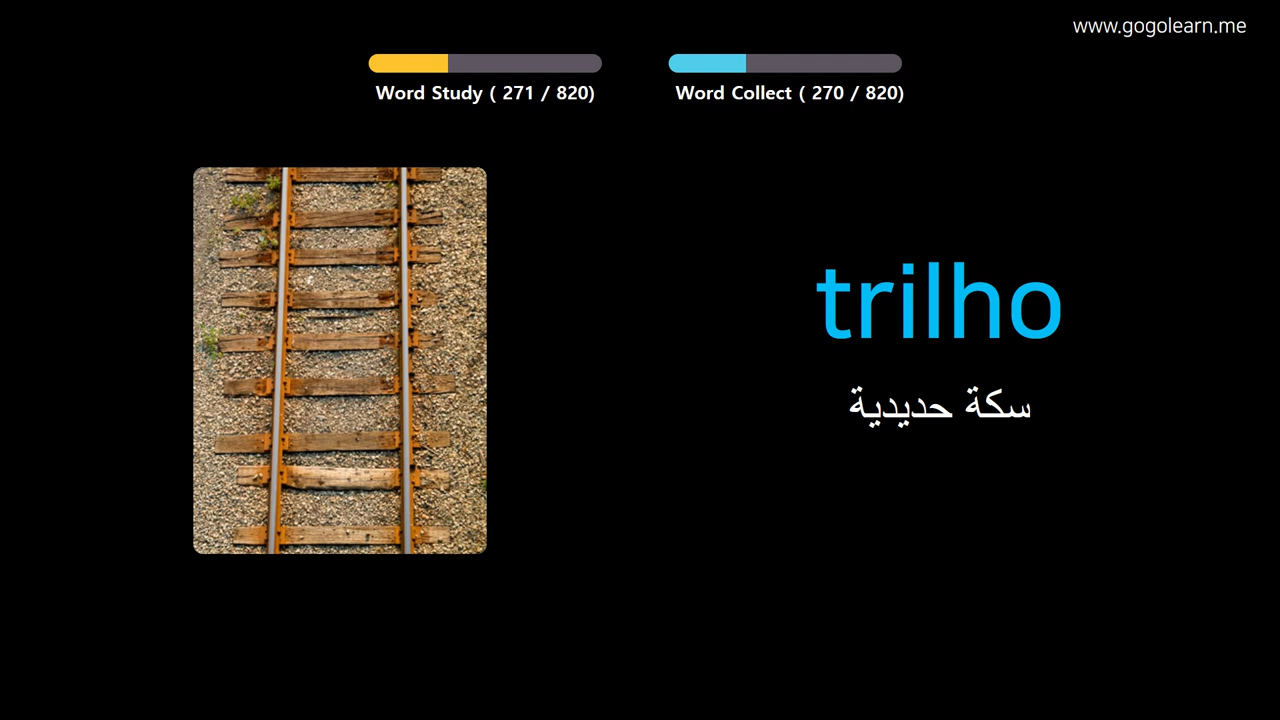 www.gogolearn.me
Word Study ( 271 / 820)
Word Collect ( 270 / 820)
trilho
سكة حديدية